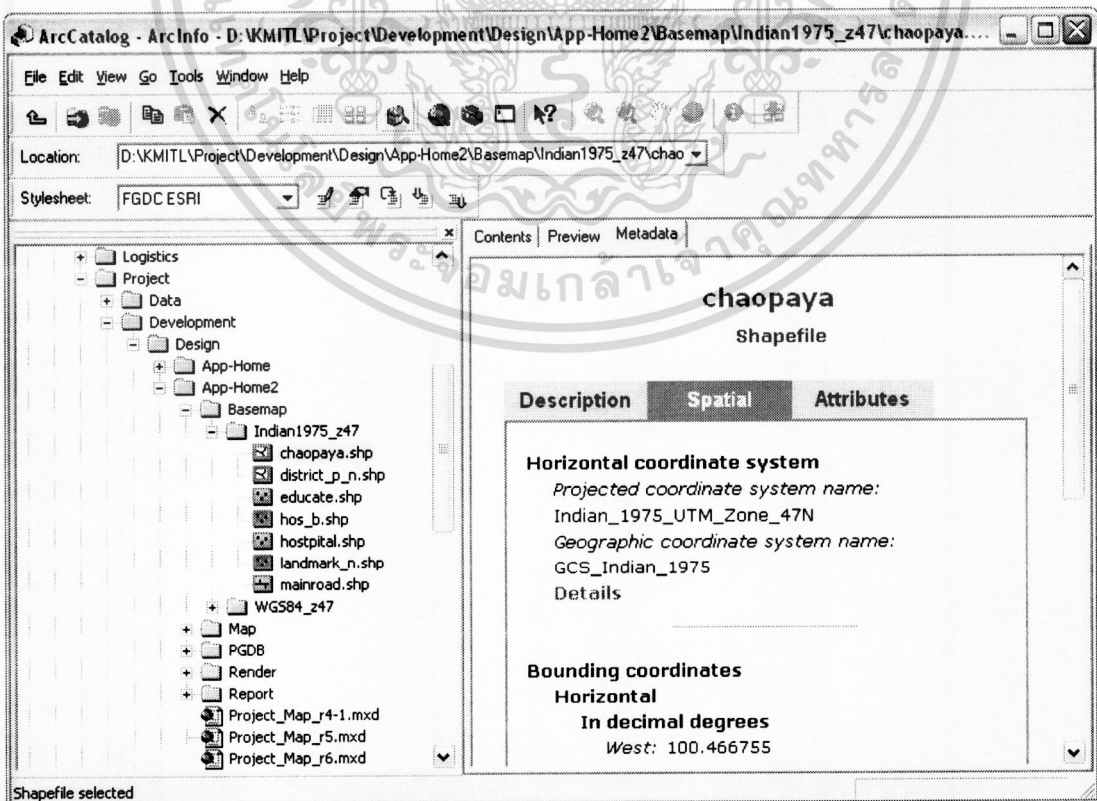 ArcCatalog - ArcInfo - D:\KMITL\Project\Development\Design\App-Home2\Basemap\Indian1975_z47\chaopaya....
File Edit View Go Tools Window Help
Location: D:\KMITL\Project\Development\Design\App-Home2\Basemap\Indian1975_z47\chao
Stylesheet: FGDC ESRI
Logistics
Project
Data
Development
Design
App-Home
App-Home2
Basemap
Indian1975_z47
chaopaya.shp
district_p_n.shp
educate.shp
hos_b.shp
hostpital.shp
landmark_n.shp
mainroad.shp
WGS84_z47
Map
PGDB
Render
Report
Project_Map_r4-1.mxd
Project_Map_r5.mxd
Project_Map_r6.mxd
Contents Preview Metadata
chaopaya
Shapefile
Description Spatial Attributes
Horizontal coordinate system
Projected coordinate system name:
Indian_1975_UTM_Zone_47N
Geographic coordinate system name:
GCS_Indian_1975
Details
Bounding coordinates
Horizontal
In decimal degrees
West: 100.466755
Shapefile selected